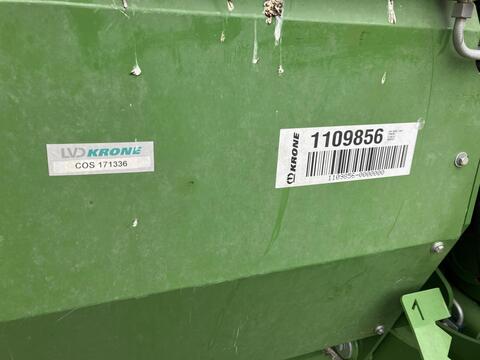 LVD KRONE
COS 171336
KRONE
1109856
1109856-0000000
1